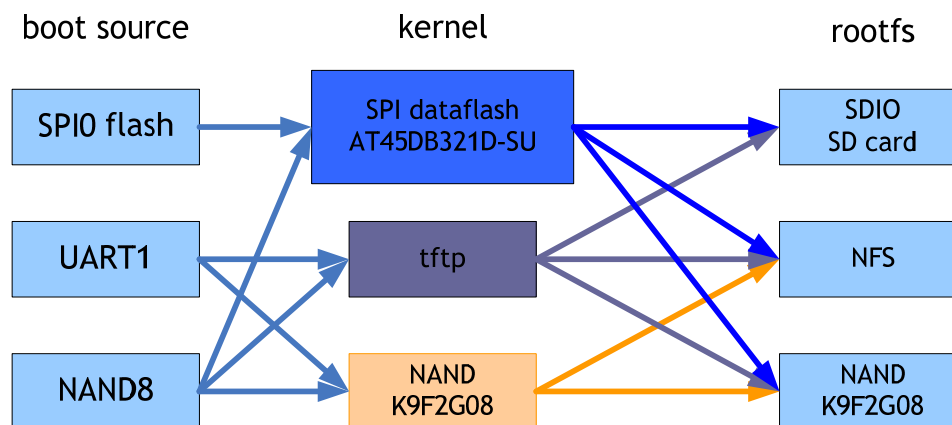 boot source
kernel
rootfs
SPI0 flash
SPI dataflash
AT45DB321D-SU
SDIO
SD card
UART1
tftp
NFS
NAND8
NAND
K9F2G08
NAND
K9F2G08